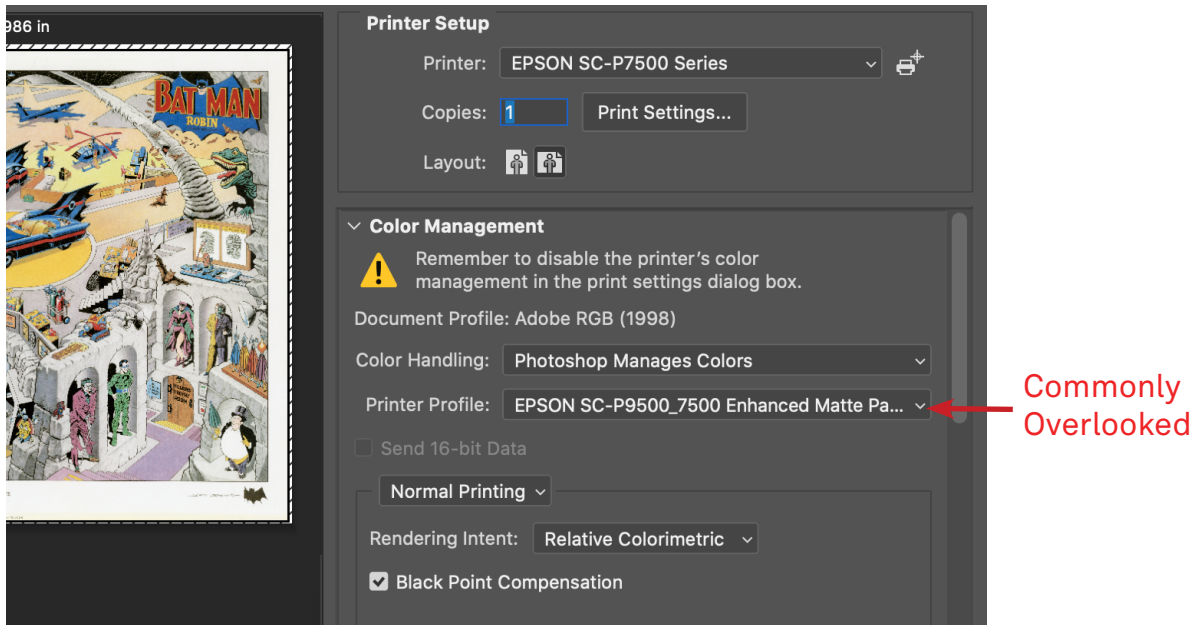 986 in
BATMAN
ROBIN
Printer Setup
Printer: EPSON SC-P7500 Series
Copies: 1 Print Settings...
Layout:
Color Management
Remember to disable the printer's color
management in the print settings dialog box.
Document Profile: Adobe RGB (1998)
Color Handling: Photoshop Manages Colors
Printer Profile: EPSON SC-P9500_7500 Enhanced Matte Pa...
Send 16-bit Data
Normal Printing
Rendering Intent: Relative Colorimetric
Black Point Compensation
Commonly
Overlooked